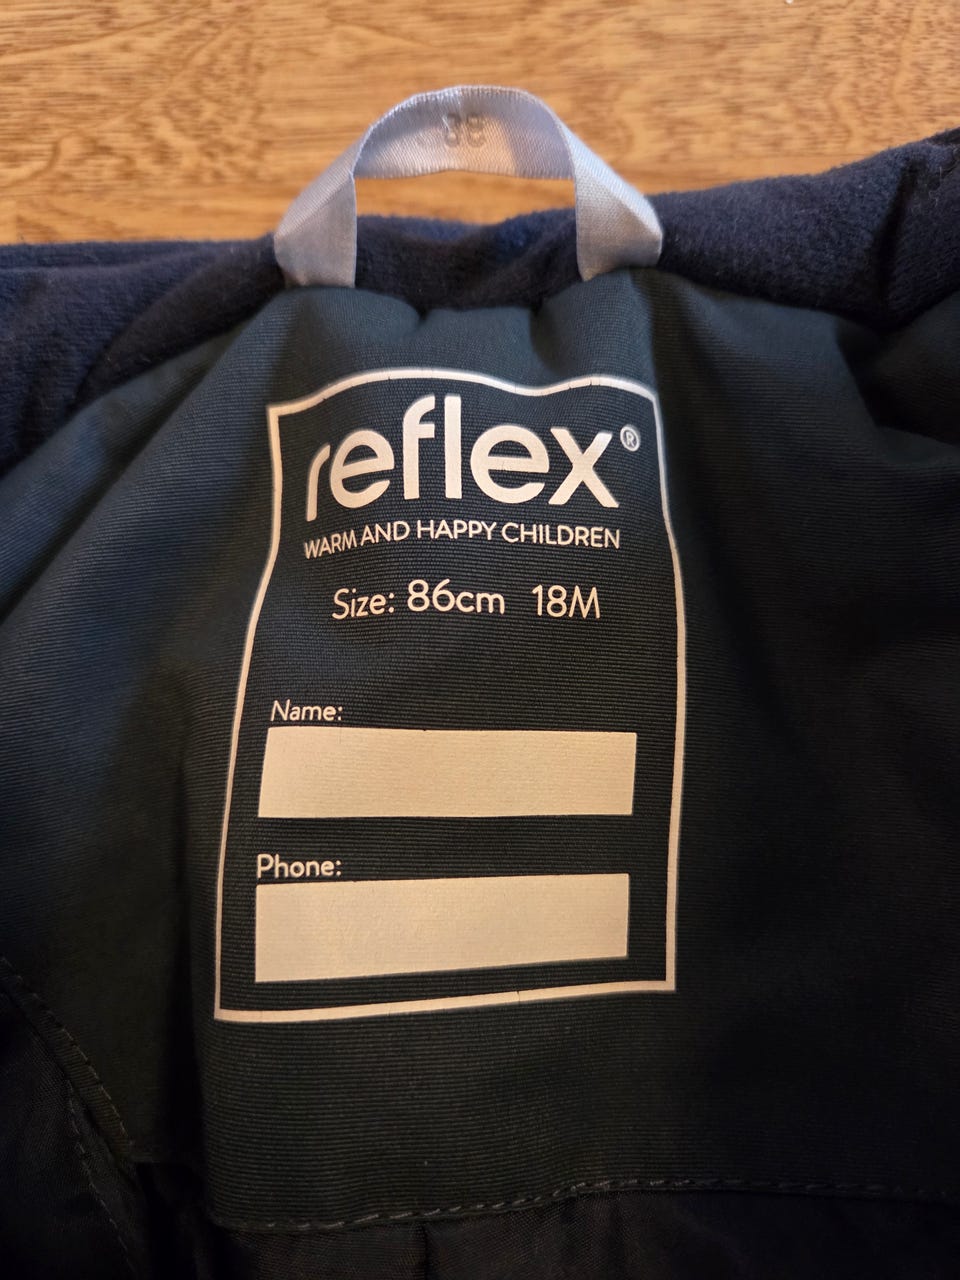 reflex®
WARM AND HAPPY CHILDREN
Size: 86cm 18M
Name:
Phone: